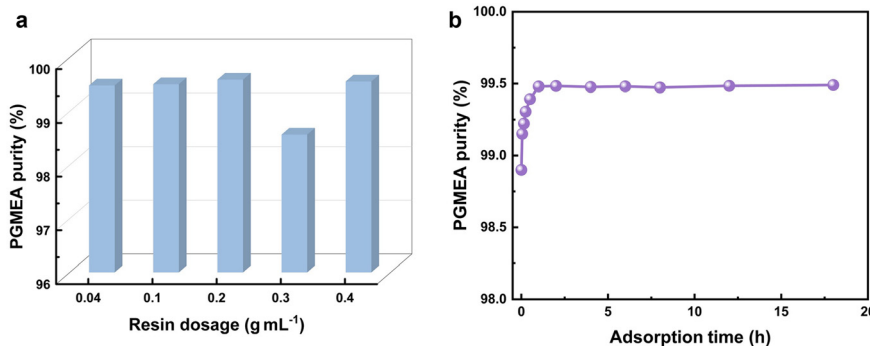 a
100
99
98
97
96
PGMEA purity (%)
0.04 0.1 0.2 0.3 0.4
Resin dosage (g mL⁻¹)
b
100.0
99.5
99.0
98.5
98.0
PGMEA purity (%)
0 5 10 15 20
Adsorption time (h)